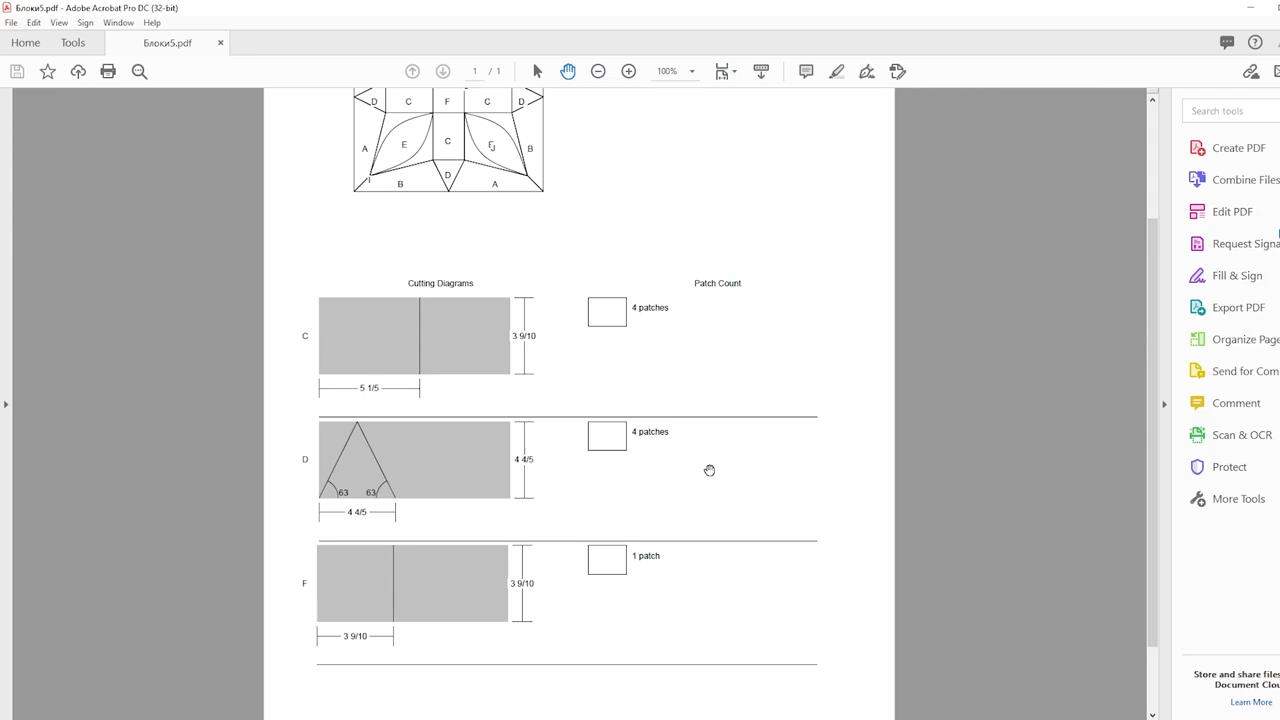 Блоки5.pdf - Adobe Acrobat Pro DC (32-bit)
File Edit View Sign Window Help
Home Tools Блоки5.pdf ×
1 / 1 100%
Search tools
Create PDF
Combine Files
Edit PDF
Request Signa
Fill & Sign
Export PDF
Organize Page
Send for Com
Comment
Scan & OCR
Protect
More Tools
Store and share files
Document Clou
Learn More
D C F C D
A E C J B
D
I B A
Cutting Diagrams Patch Count
C 3 9/10 4 patches
5 1/5
D 63 63 4 4/5 4 patches
4 4/5
F 3 9/10 1 patch
3 9/10